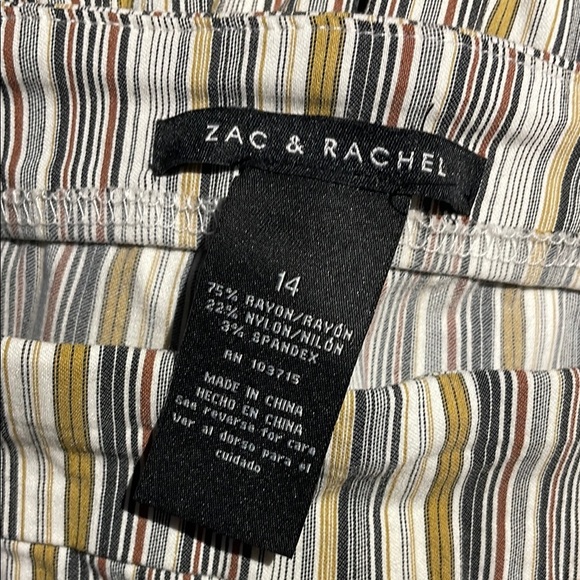 ZAC & RACHEL
14
75% RAYON/RAYÓN
22% NYLON/NILÓN
3% SPANDEX
RN 103715
MADE IN CHINA
HECHO EN CHINA
see reverse for care
Ver al dorso para el
cuidado